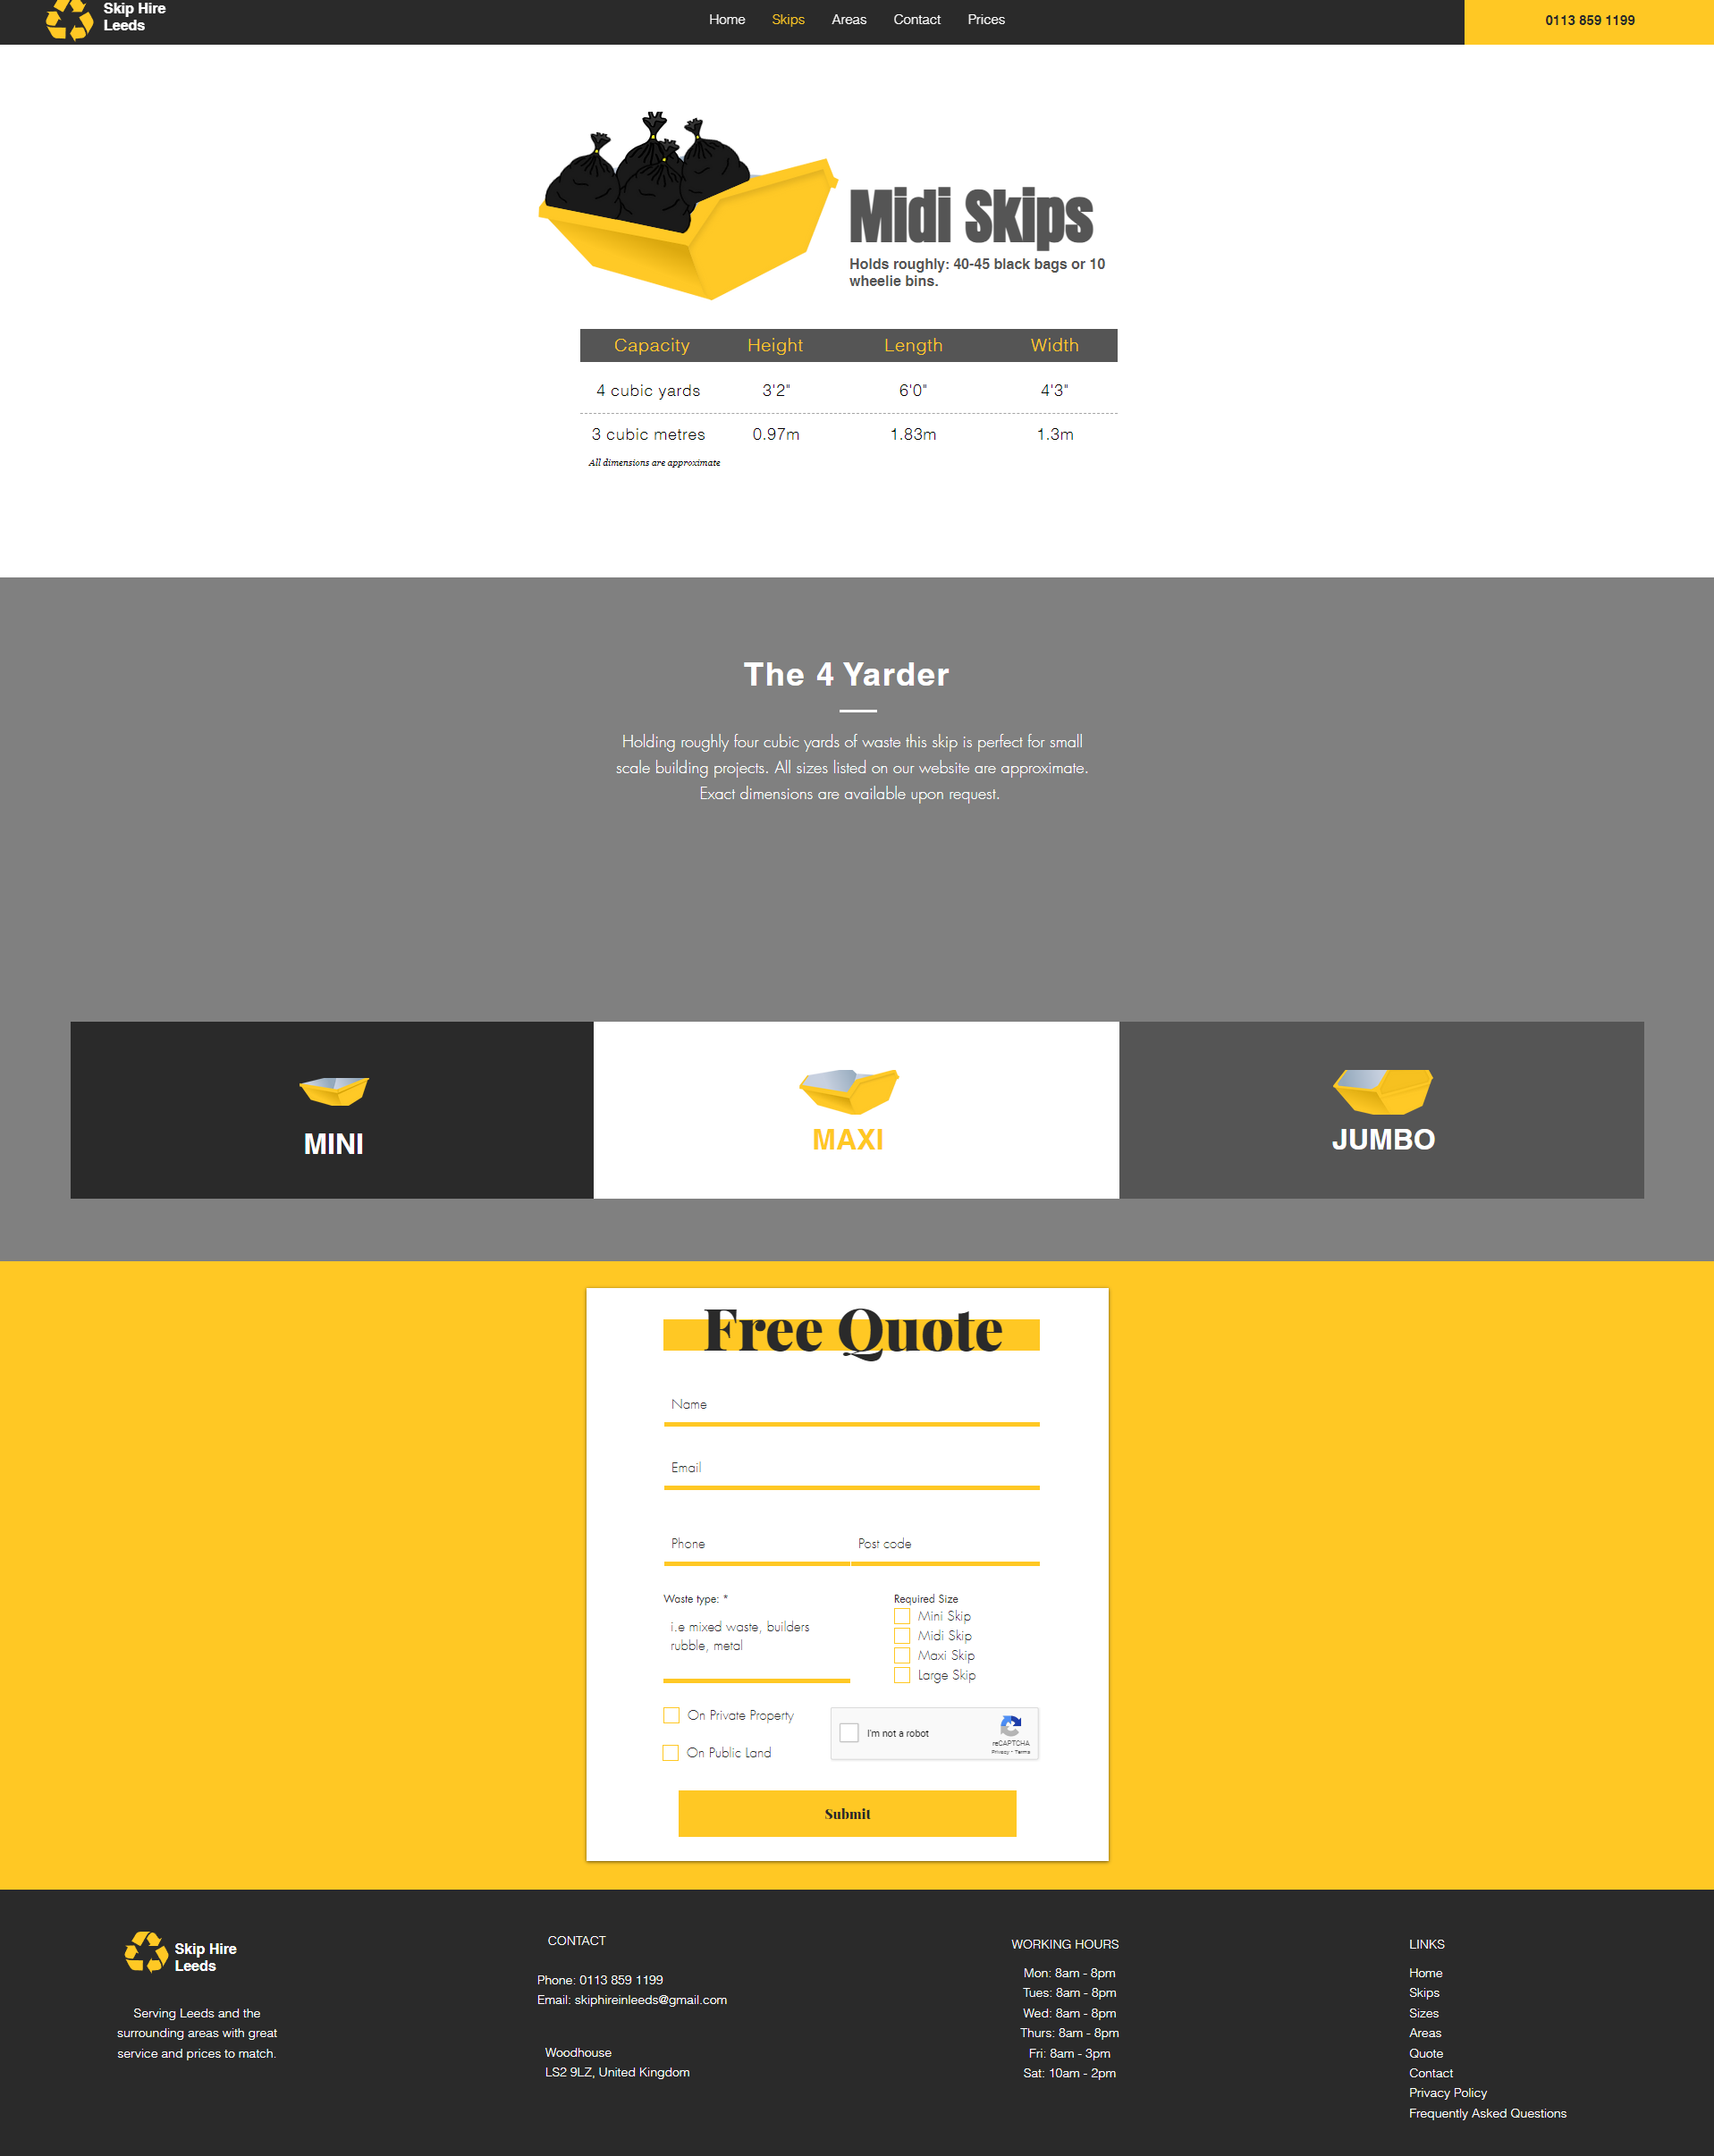 Skip Hire
Leeds
Home Skips Areas Contact Prices
0113 859 1199
Midi Skips
Holds roughly: 40-45 black bags or 10
wheelie bins.
Capacity Height Length Width
4 cubic yards 3'2" 6'0" 4'3"
3 cubic metres 0.97m 1.83m 1.3m
All dimensions are approximate
The 4 Yarder
Holding roughly four cubic yards of waste this skip is perfect for small
scale building projects. All sizes listed on our website are approximate.
Exact dimensions are available upon request.
MINI
MAXI
JUMBO
Free Quote
Name
Email
Phone
Post code
Waste type: *
i.e mixed waste, builders
rubble, metal
Required Size
Mini Skip
Midi Skip
Maxi Skip
Large Skip
On Private Property
On Public Land
I'm not a robot
reCAPTCHA
Privacy - Terms
Submit
Skip Hire
Leeds
Serving Leeds and the
surrounding areas with great
service and prices to match.
CONTACT
Phone: 0113 859 1199
Email: skiphireinleeds@gmail.com
Woodhouse
LS2 9LZ, United Kingdom
WORKING HOURS
Mon: 8am - 8pm
Tues: 8am - 8pm
Wed: 8am - 8pm
Thurs: 8am - 8pm
Fri: 8am - 3pm
Sat: 10am - 2pm
LINKS
Home
Skips
Sizes
Areas
Quote
Contact
Privacy Policy
Frequently Asked Questions